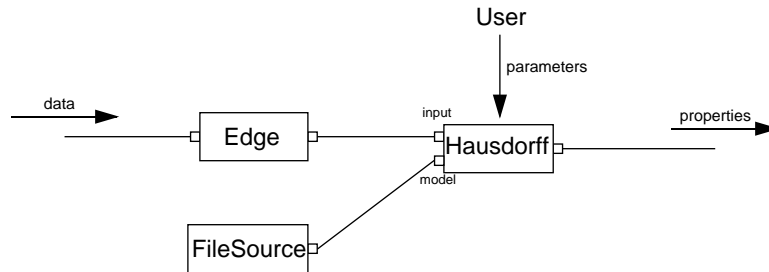 User
parameters
data
input
properties
Edge
Hausdorff
model
FileSource